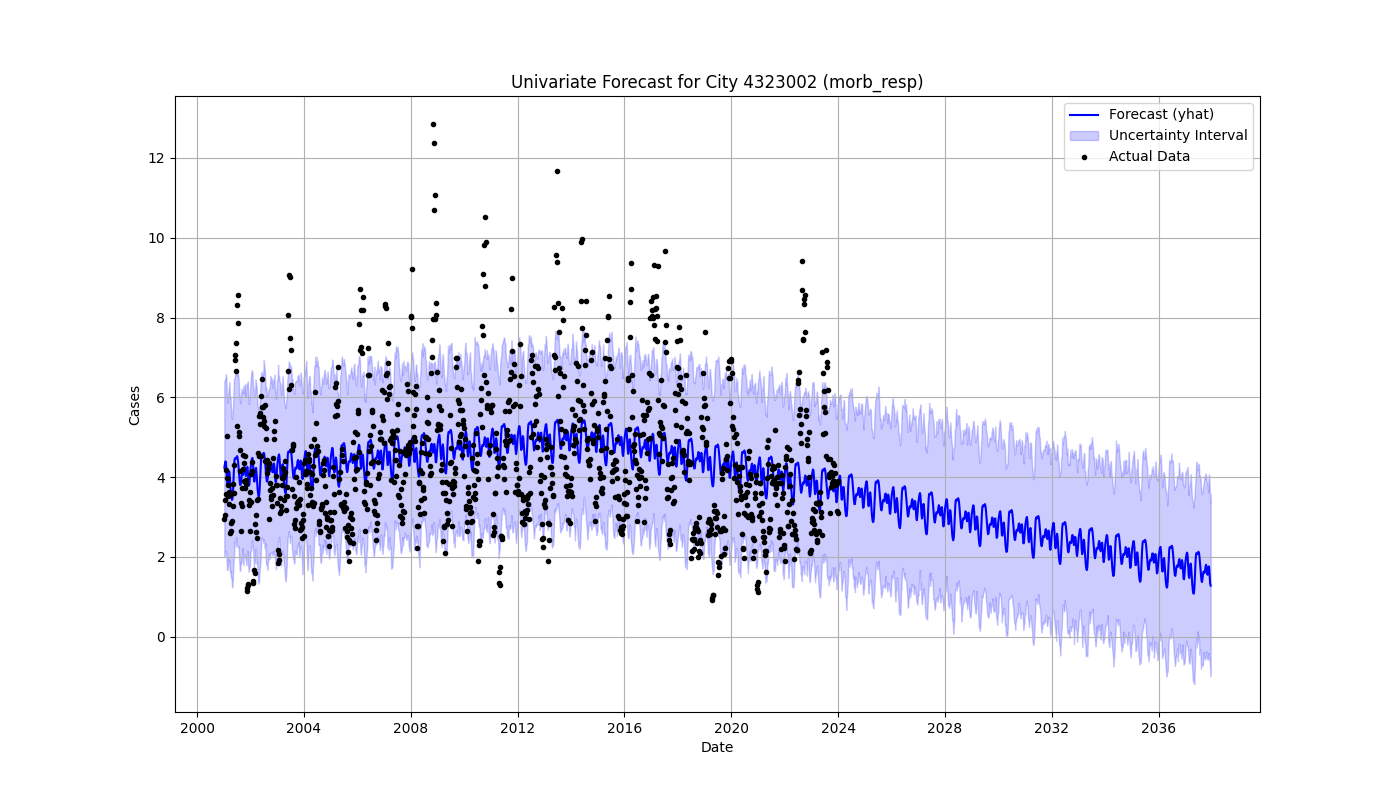 Univariate Forecast for City 4323002 (morb_resp)
Forecast (yhat)
Uncertainty Interval
Actual Data
Cases
12
10
8
6
4
2
0
2000 2004 2008 2012 2016 2020 2024 2028 2032 2036
Date